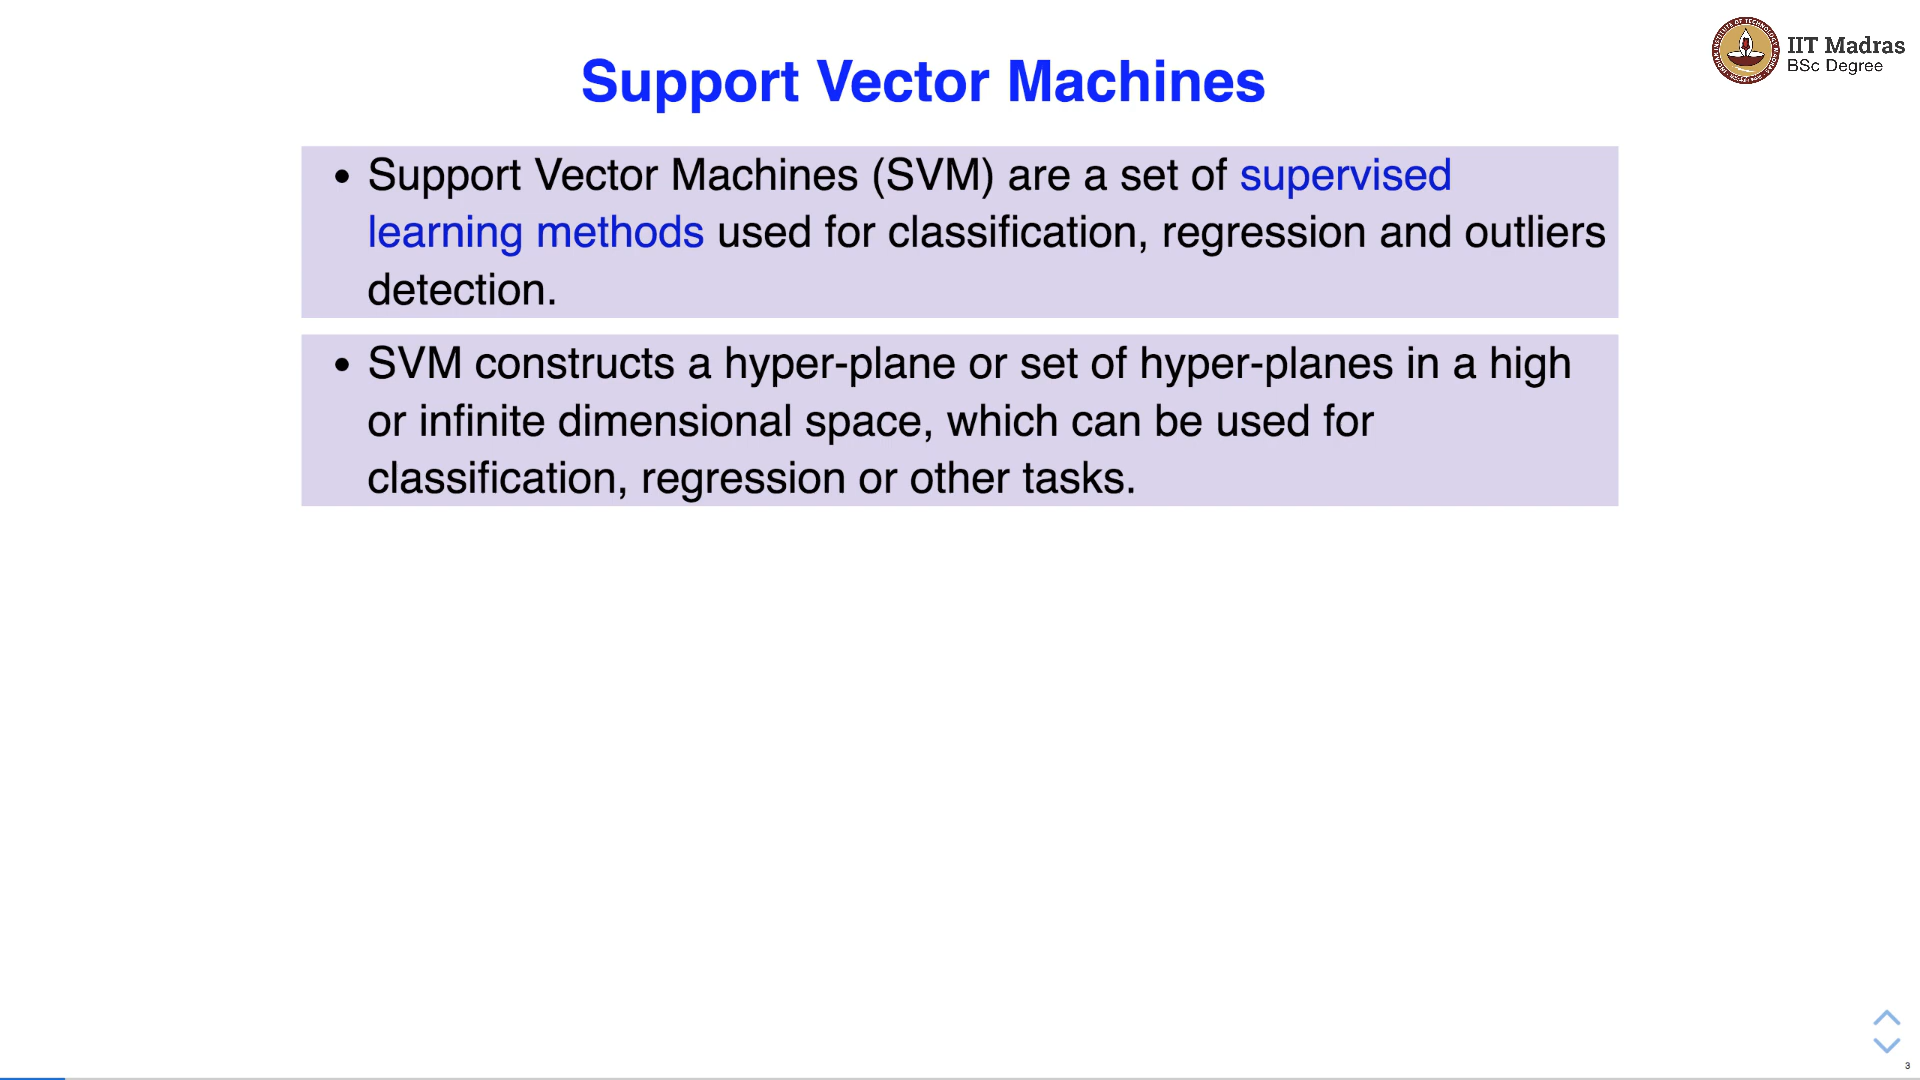 IIT Madras
BSc Degree
Support Vector Machines
• Support Vector Machines (SVM) are a set of supervised
learning methods used for classification, regression and outliers
detection.
• SVM constructs a hyper-plane or set of hyper-planes in a high
or infinite dimensional space, which can be used for
classification, regression or other tasks.
3